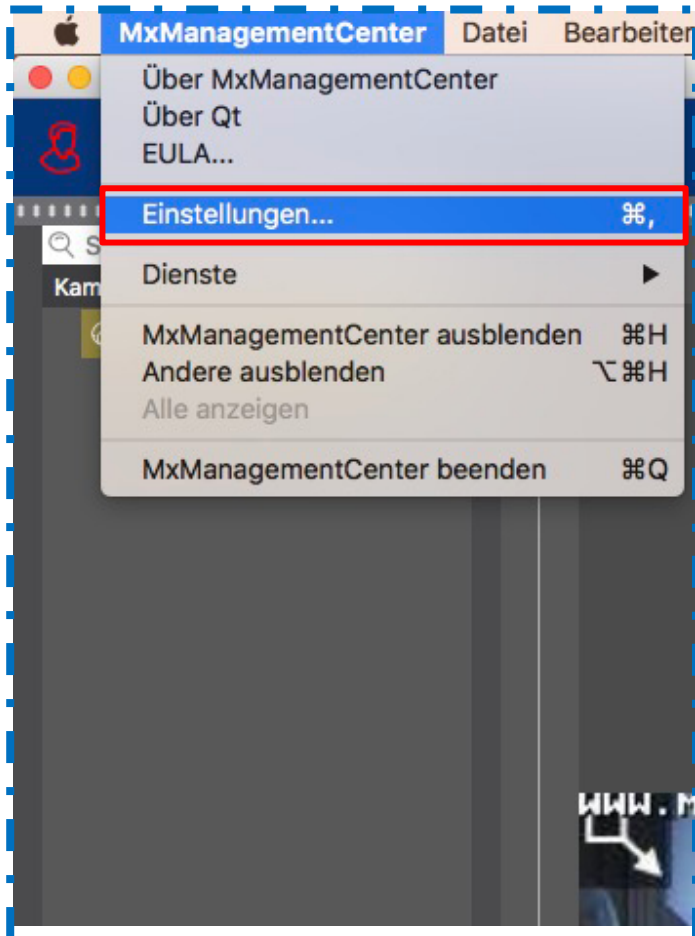 MxManagementCenter Datei Bearbeiten
Über MxManagementCenter
Über Qt
EULA...
Einstellungen... ⌘,
S
Kam
Dienste ▶
MxManagementCenter ausblenden ⌘H
Andere ausblenden ⌥⌘H
Alle anzeigen
MxManagementCenter beenden ⌘Q
WWW.M